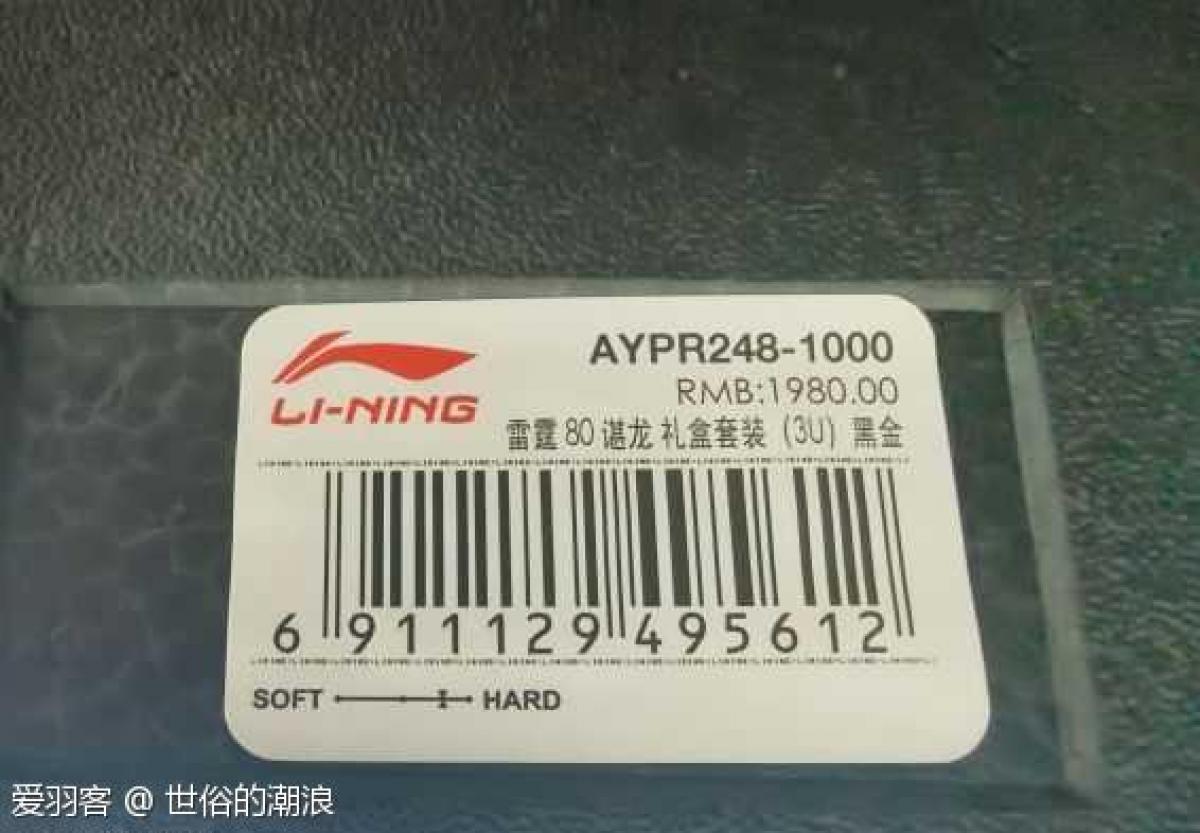 LI-NING
AYPR248-1000
RMB:1980.00
雷霆 80 谌龙 礼盒套装 (3U) 黑金
6 911129 495612
SOFT HARD
爱羽客 @ 世俗的潮浪